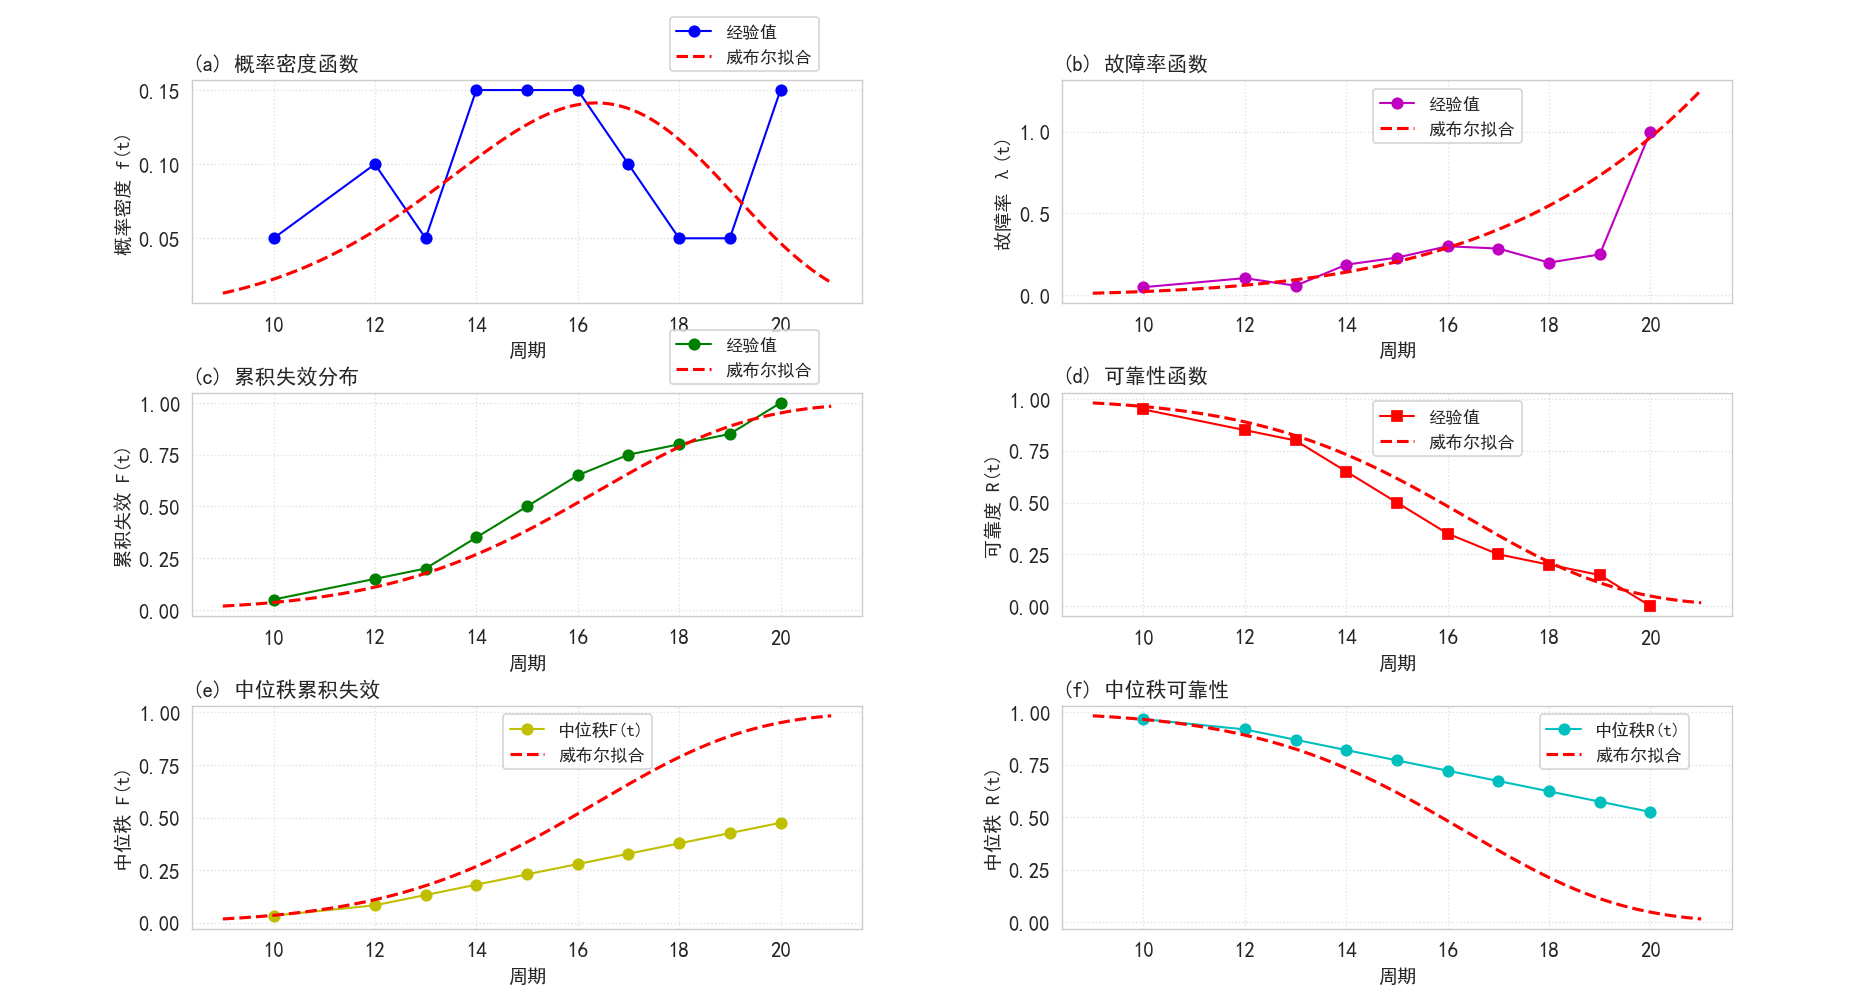 经验值
威布尔拟合
(a) 概率密度函数
概率密度 f(t)
0.15
0.10
0.05
10 12 14 16 18 20
周期
(b) 故障率函数
经验值
威布尔拟合
故障率 λ(t)
1.0
0.5
0.0
10 12 14 16 18 20
周期
经验值
威布尔拟合
(c) 累积失效分布
累积失效 F(t)
1.00
0.75
0.50
0.25
0.00
10 12 14 16 18 20
周期
(d) 可靠性函数
经验值
威布尔拟合
可靠度 R(t)
1.00
0.75
0.50
0.25
0.00
10 12 14 16 18 20
周期
(e) 中位秩累积失效
中位秩F(t)
威布尔拟合
中位秩 F(t)
1.00
0.75
0.50
0.25
0.00
10 12 14 16 18 20
周期
(f) 中位秩可靠性
中位秩R(t)
威布尔拟合
中位秩 R(t)
1.00
0.75
0.50
0.25
0.00
10 12 14 16 18 20
周期